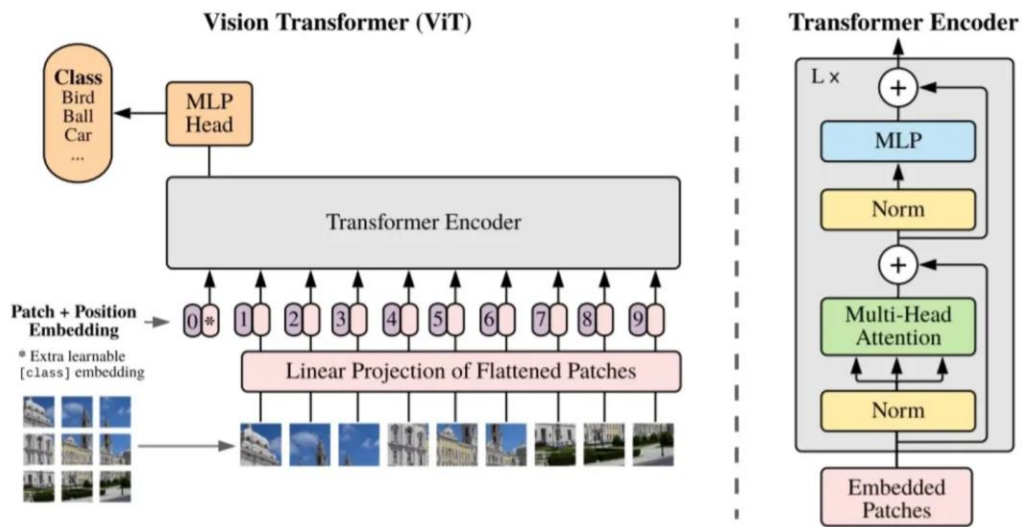 Vision Transformer (ViT)
Class
Bird
Ball
Car
...
MLP
Head
Transformer Encoder
Patch + Position
Embedding
0 * 1 2 3 4 5 6 7 8 9
* Extra learnable
[class] embedding
Linear Projection of Flattened Patches
Transformer Encoder
L ×
+
MLP
Norm
+
Multi-Head
Attention
Norm
Embedded
Patches